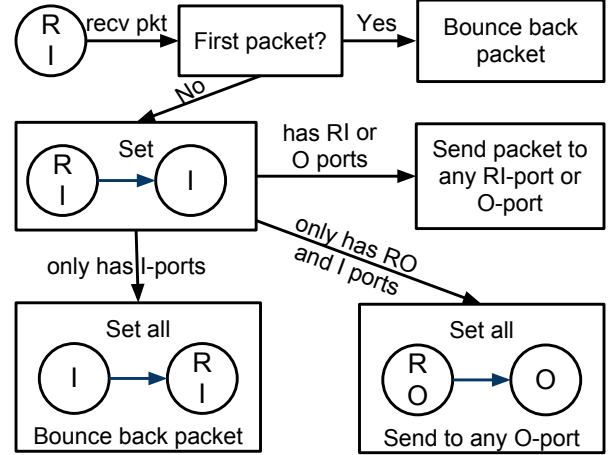 R
I
recv pkt
First packet?
Yes
Bounce back
packet
No
Set
R
I
I
has RI or
O ports
Send packet to
any RI-port or
O-port
only has I-ports
only has RO
and I ports
Set all
I
R
I
Bounce back packet
Set all
R
O
O
Send to any O-port